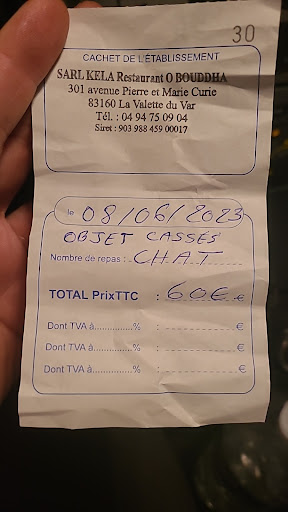 30
CACHET DE L'ÉTABLISSEMENT
SARL KELA Restaurant O BOUDDHA
301 avenue Pierre et Marie Curie
83160 La Valette du Var
Tél. : 04 94 75 09 04
Siret : 903 988 459 00017
le 08/06/2023
OBJET CASSÉS
Nombre de repas : CHAT
TOTAL PrixTTC : 60€ €
Dont TVA à..............% : ........................ €
Dont TVA à..............% : ........................ €
Dont TVA à..............% : ........................ €